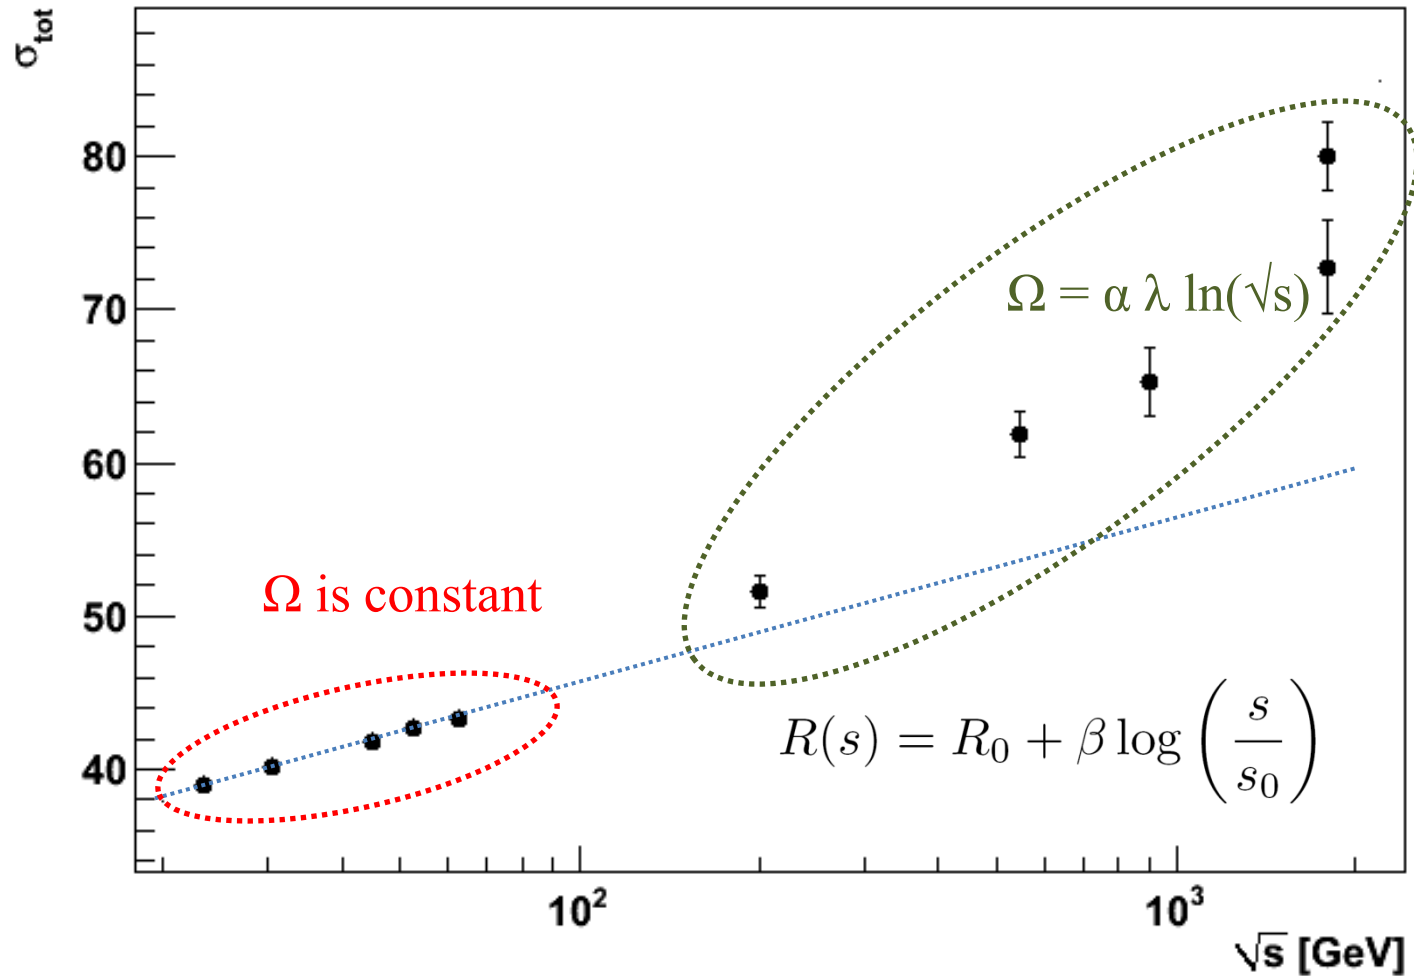 σtot
80
70
60
50
40
Ω = α λ ln(√s)
Ω is constant
R(s) = R₀ + β log (s/s₀)
10² 10³
√s [GeV]